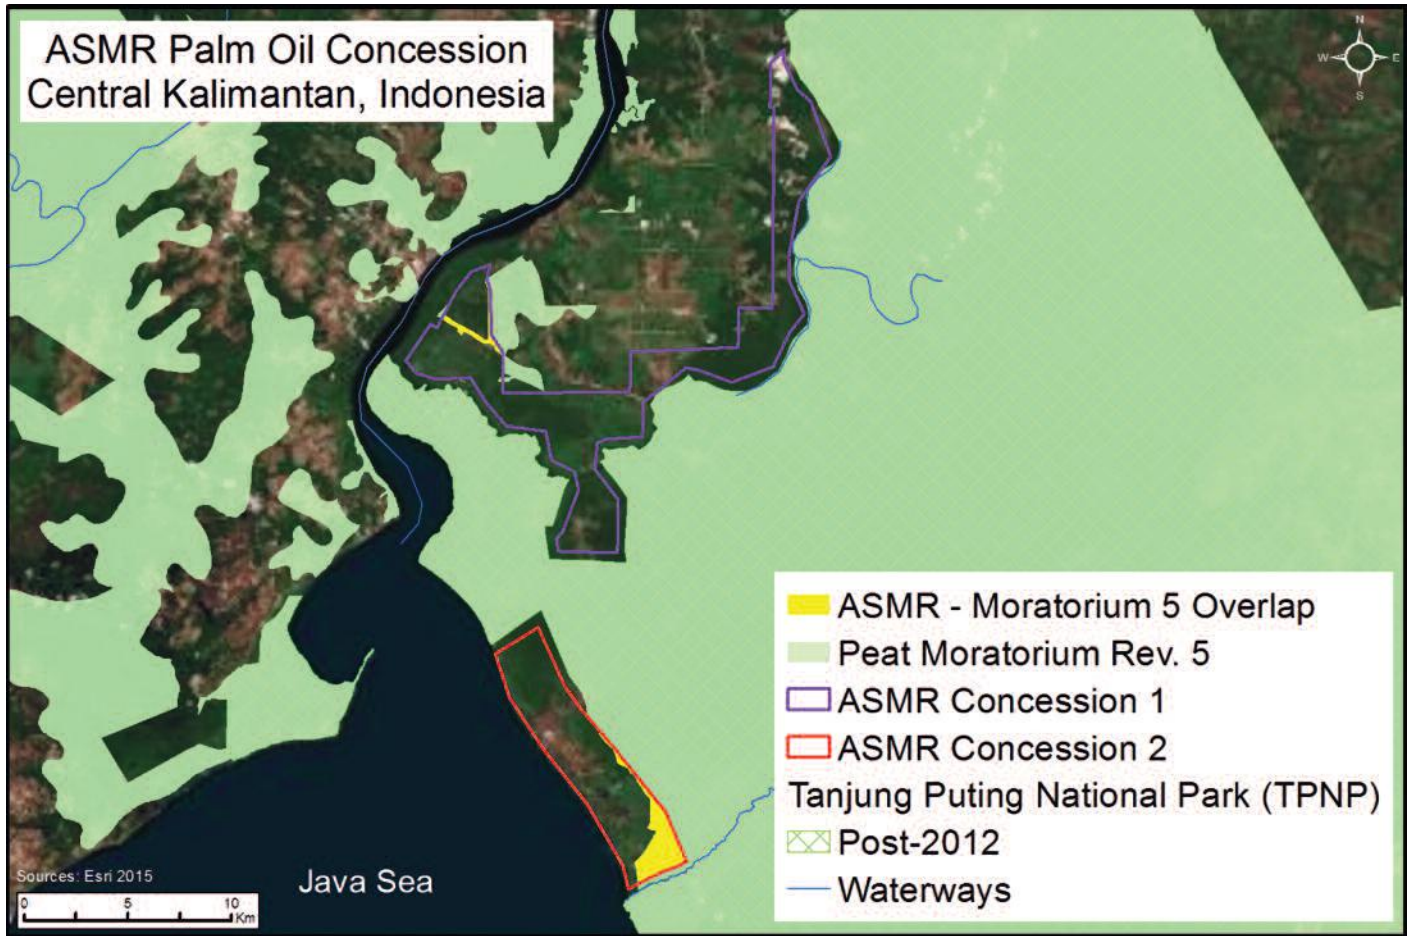 ASMR Palm Oil Concession
Central Kalimantan, Indonesia
N
W E
S
ASMR - Moratorium 5 Overlap
Peat Moratorium Rev. 5
ASMR Concession 1
ASMR Concession 2
Tanjung Puting National Park (TPNP)
Post-2012
Waterways
Java Sea
Sources: Esri 2015
0 5 10
Km